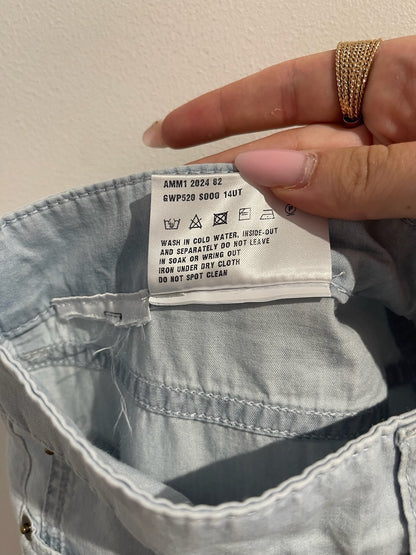 AMM1 2024 82
GWP520 S000 14UT
P
WASH IN COLD WATER, INSIDE-OUT
AND SEPARATELY DO NOT LEAVE
IN SOAK OR WRING OUT
IRON UNDER DRY CLOTH
DO NOT SPOT CLEAN